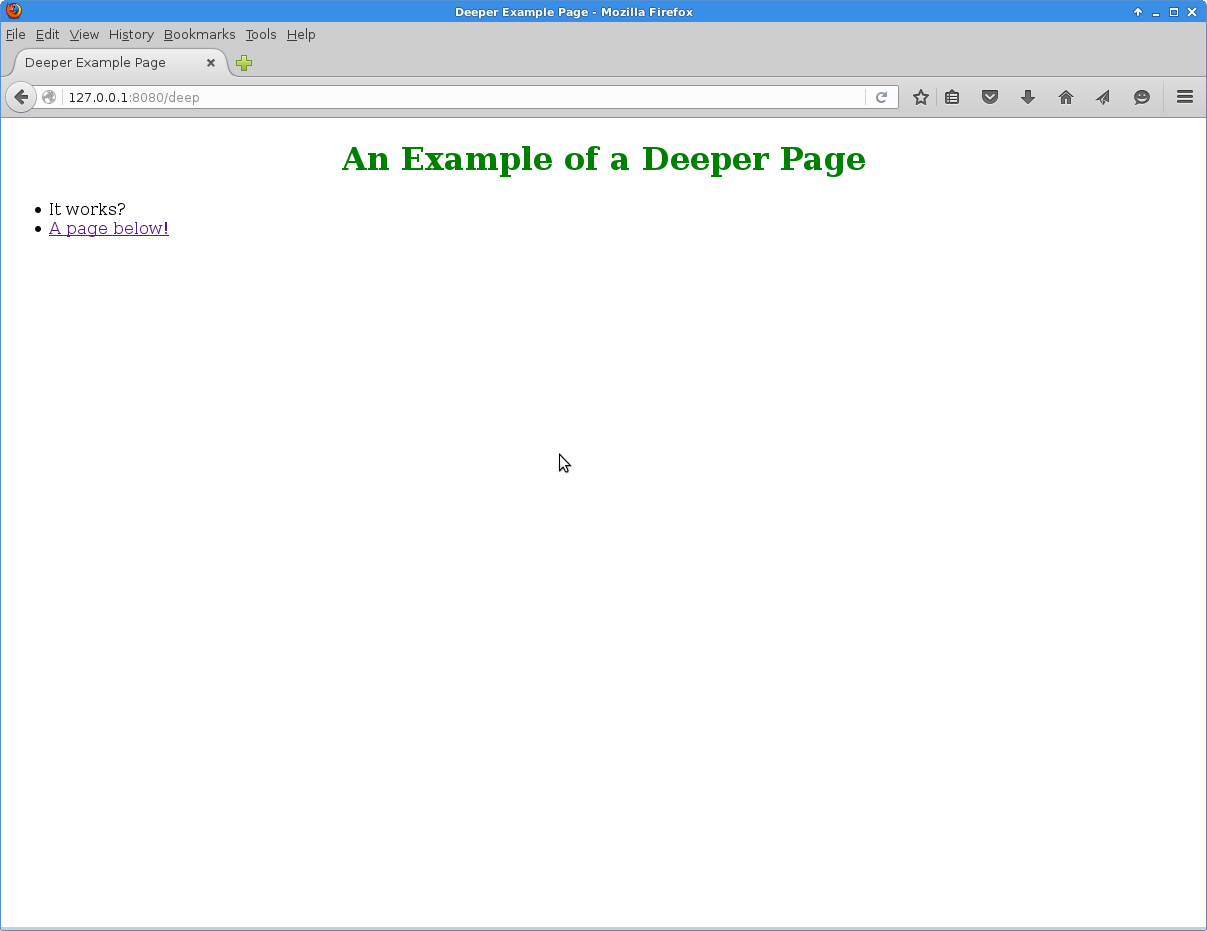 Deeper Example Page - Mozilla Firefox
File Edit View History Bookmarks Tools Help
Deeper Example Page
127.0.0.1:8080/deep
An Example of a Deeper Page
It works?
A page below!